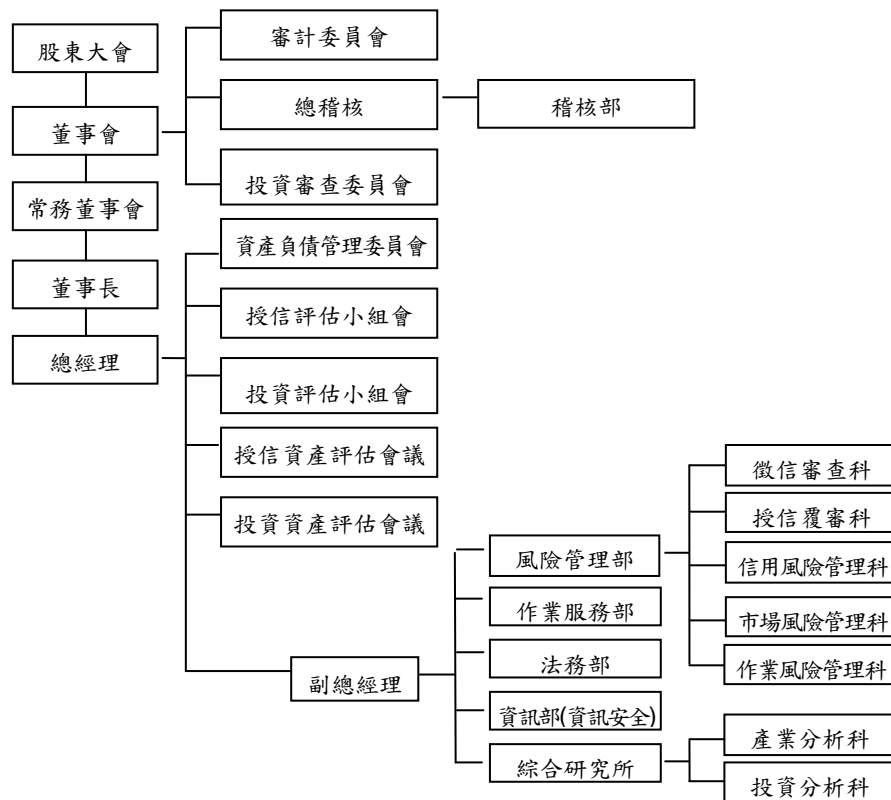 股東大會
董事會
常務董事會
董事長
總經理
審計委員會
總稽核
稽核部
投資審查委員會
資產負債管理委員會
授信評估小組會
投資評估小組會
授信資產評估會議
投資資產評估會議
副總經理
風險管理部
作業服務部
法務部
資訊部(資訊安全)
綜合研究所
徵信審查科
授信覆審科
信用風險管理科
市場風險管理科
作業風險管理科
產業分析科
投資分析科